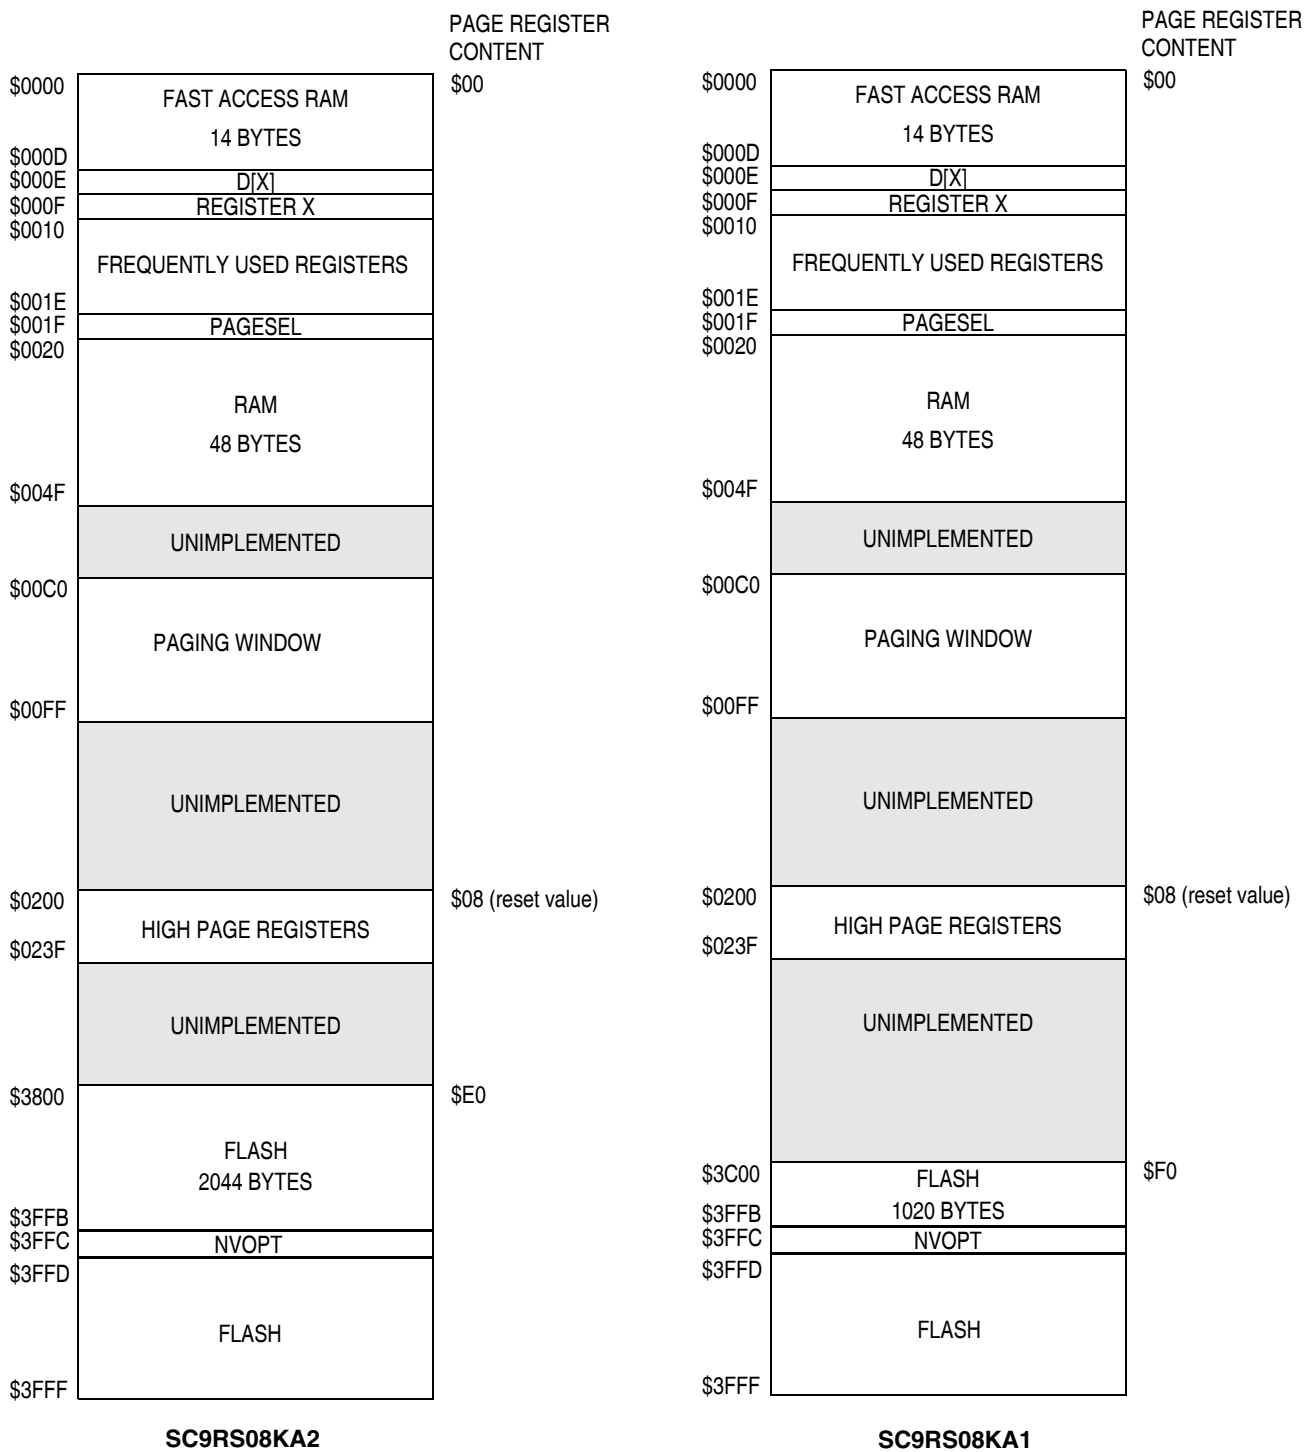 PAGE REGISTER
CONTENT
$0000
FAST ACCESS RAM
$00
14 BYTES
$000D
$000E
D[X]
$000F
REGISTER X
$0010
FREQUENTLY USED REGISTERS
$001E
$001F
PAGESEL
$0020
RAM
48 BYTES
$004F
UNIMPLEMENTED
$00C0
PAGING WINDOW
$00FF
UNIMPLEMENTED
$0200
$08 (reset value)
HIGH PAGE REGISTERS
$023F
UNIMPLEMENTED
$3800
$E0
FLASH
2044 BYTES
$3FFB
$3FFC
NVOPT
$3FFD
FLASH
$3FFF
SC9RS08KA2
PAGE REGISTER
CONTENT
$0000
FAST ACCESS RAM
$00
14 BYTES
$000D
$000E
D[X]
$000F
REGISTER X
$0010
FREQUENTLY USED REGISTERS
$001E
$001F
PAGESEL
$0020
RAM
48 BYTES
$004F
UNIMPLEMENTED
$00C0
PAGING WINDOW
$00FF
UNIMPLEMENTED
$0200
$08 (reset value)
HIGH PAGE REGISTERS
$023F
UNIMPLEMENTED
$3C00
$F0
FLASH
1020 BYTES
$3FFB
$3FFC
NVOPT
$3FFD
FLASH
$3FFF
SC9RS08KA1